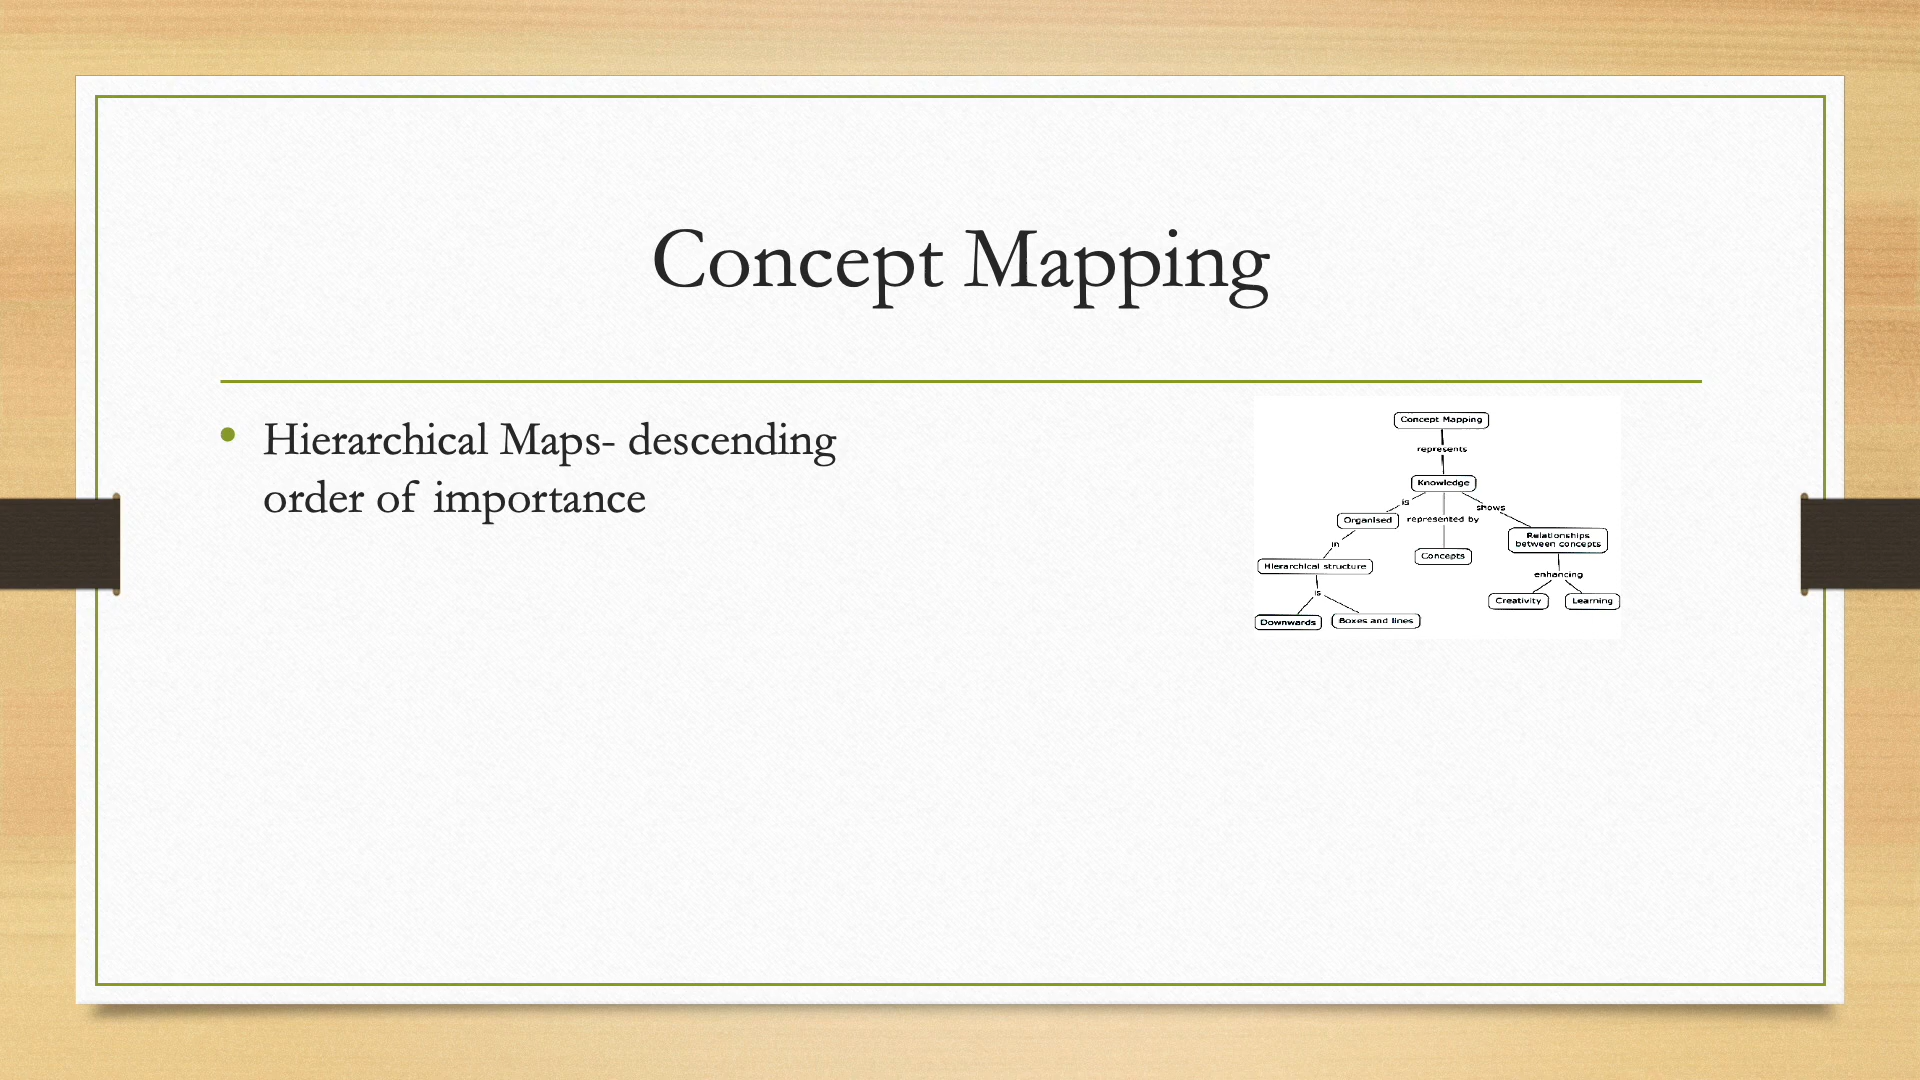 Concept Mapping
• Hierarchical Maps- descending
order of importance
Concept Mapping
represents
Knowledge
is
shows
Organised
represented by
Relationships
between concepts
in
Concepts
Hierarchical structure
enhancing
is
Creativity
Learning
Downwards
Boxes and lines